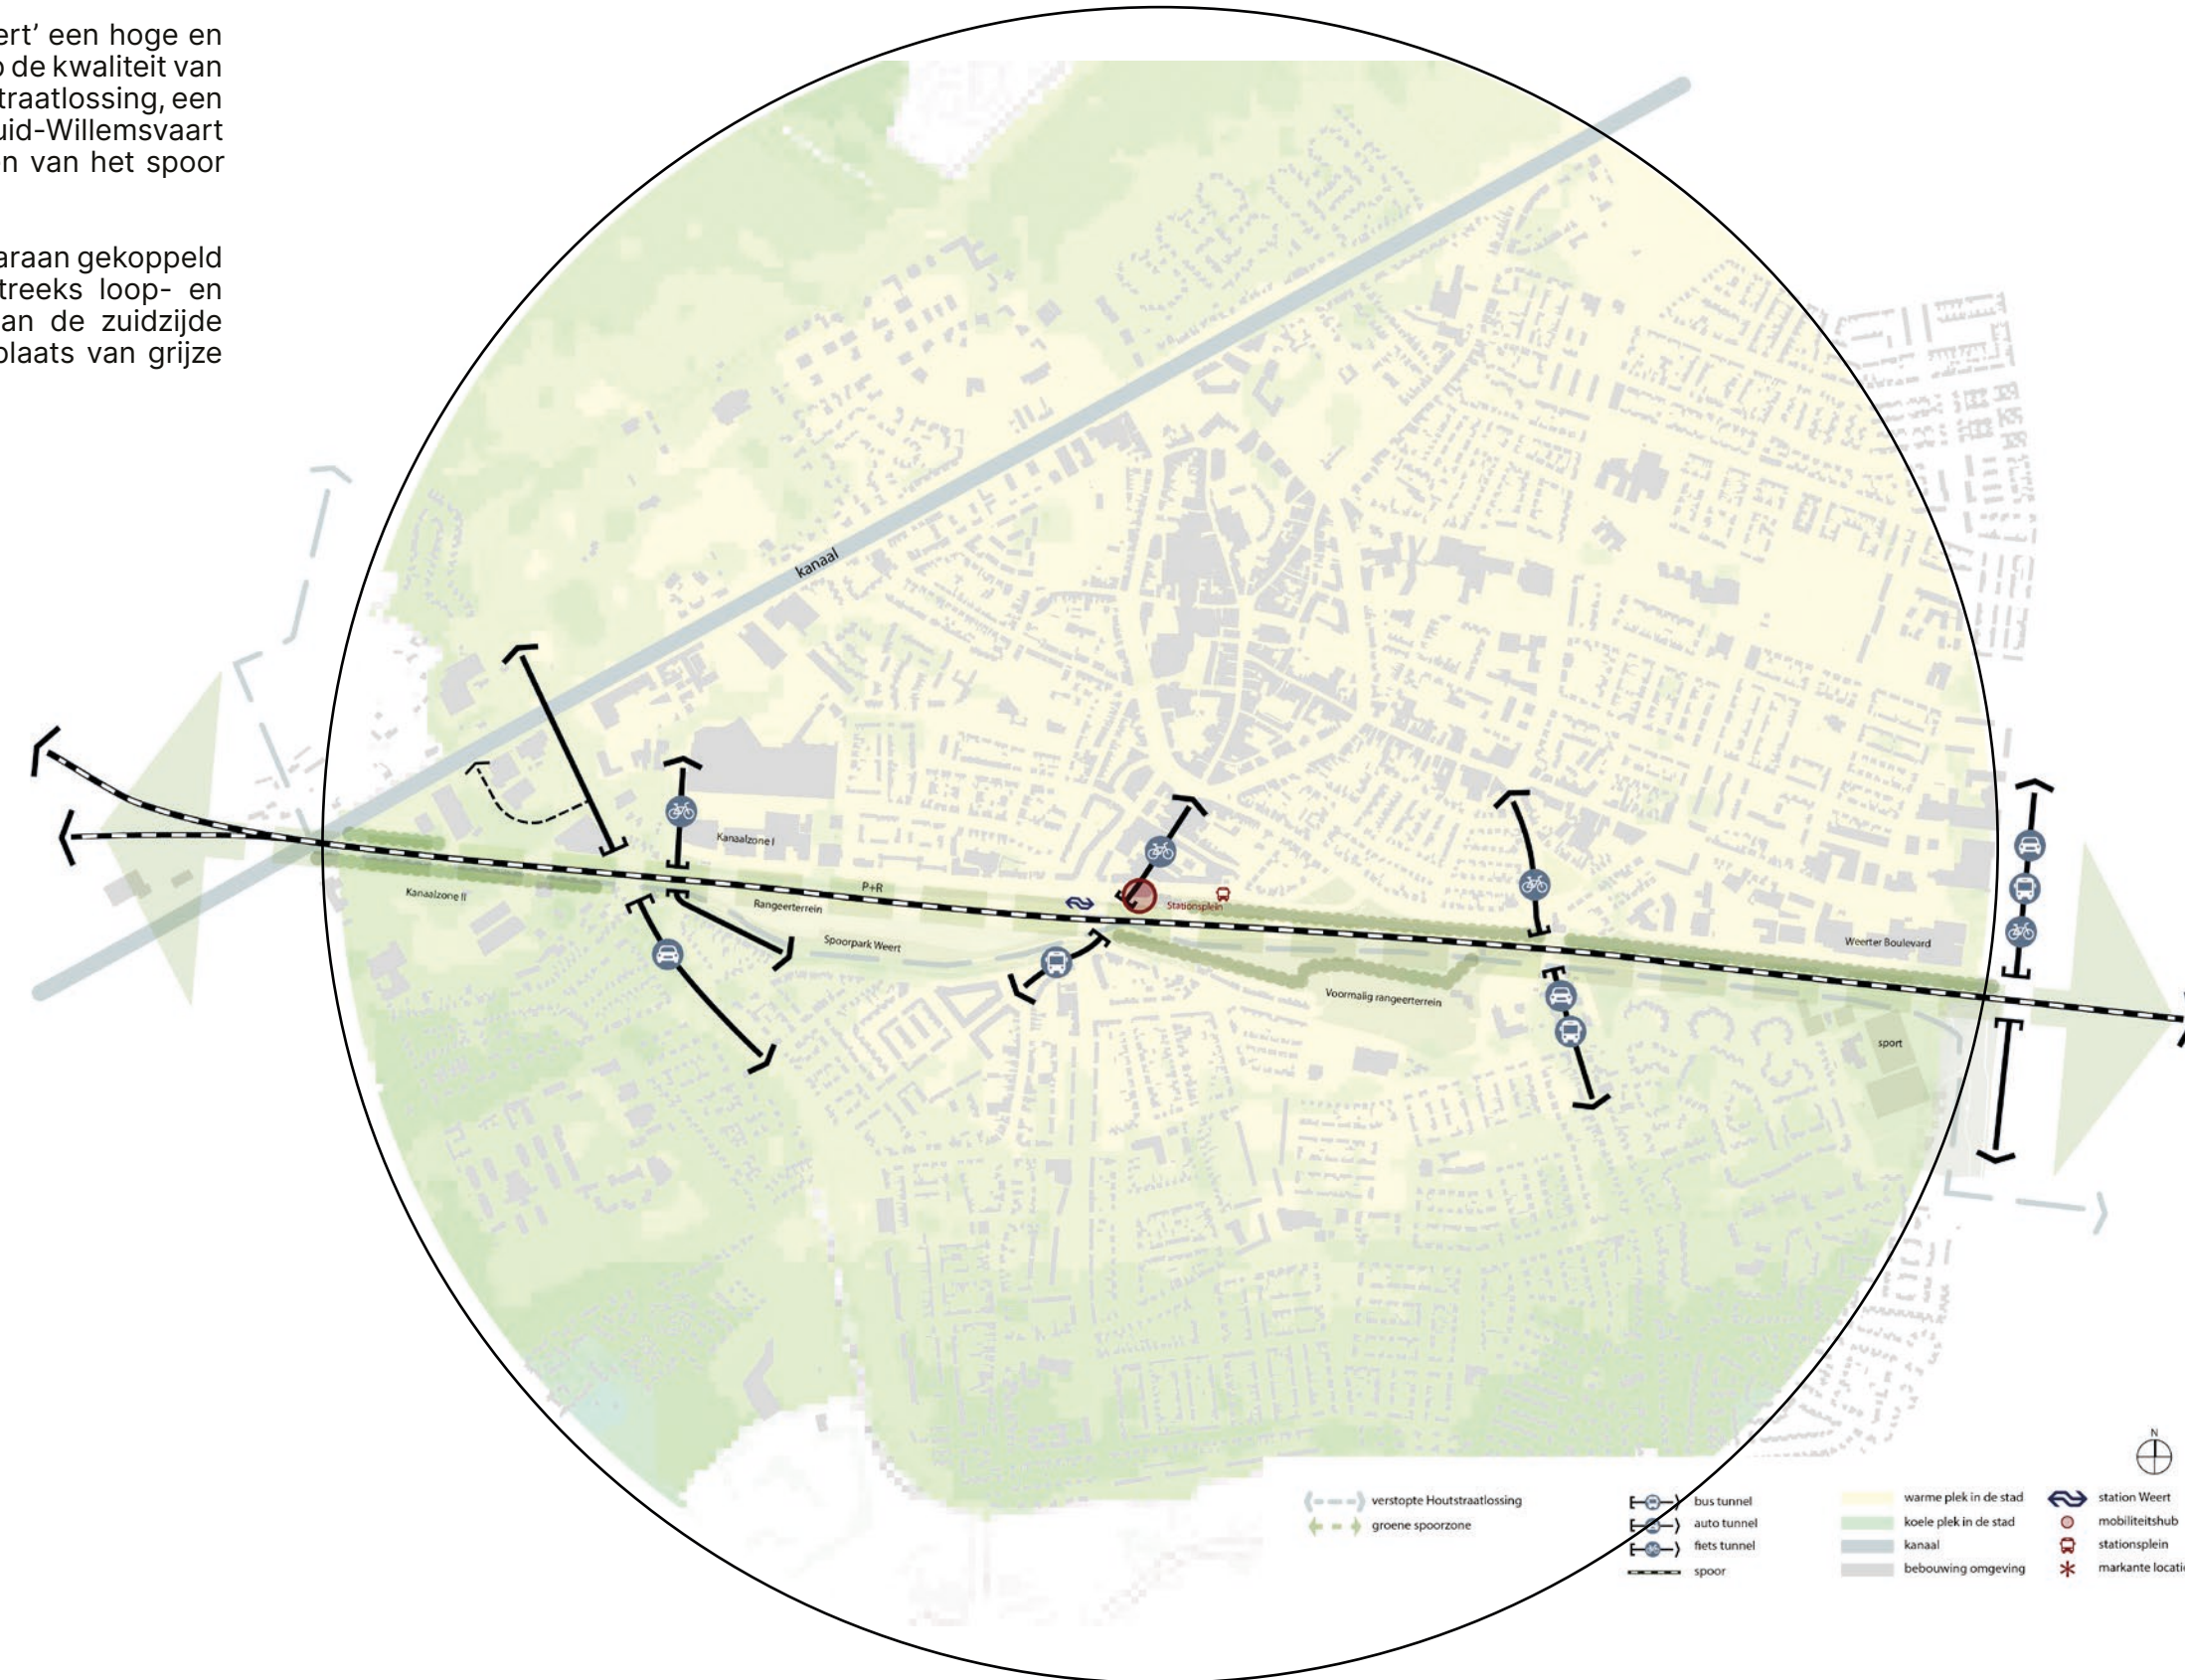 ert’ een hoge en
de kwaliteit van
traatlossing, een
uid-Willemsvaart
n van het spoor
araan gekoppeld
treeks loop- en
an de zuidzijde
plaats van grijze
kanaal
Kanaalzone I
P+R
Kanaalzone II
Rangeerterrein
Stationsplein
Spoorpark Weert
Weerter Boulevard
Voormalig rangeerterrein
sport
N
verstopte Houtstraatlossing
groene spoorzone
bus tunnel
auto tunnel
fiets tunnel
spoor
warme plek in de stad
koele plek in de stad
kanaal
bebouwing omgeving
station Weert
mobiliteitshub
stationsplein
markante locati